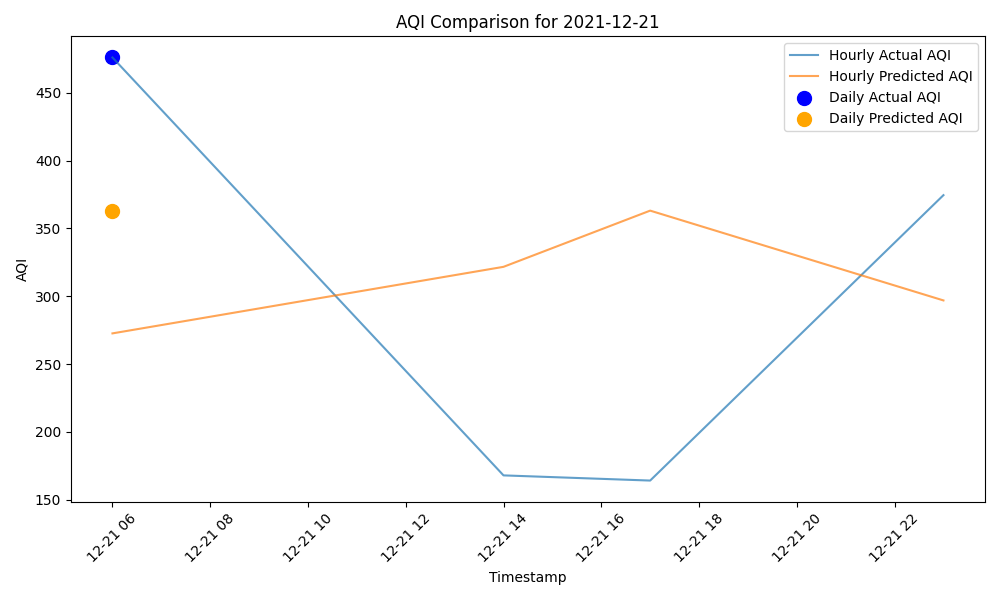 AQI Comparison for 2021-12-21
Hourly Actual AQI
Hourly Predicted AQI
Daily Actual AQI
Daily Predicted AQI
AQI
450
400
350
300
250
200
150
12-21 06
12-21 08
12-21 10
12-21 12
12-21 14
12-21 16
12-21 18
12-21 20
12-21 22
Timestamp